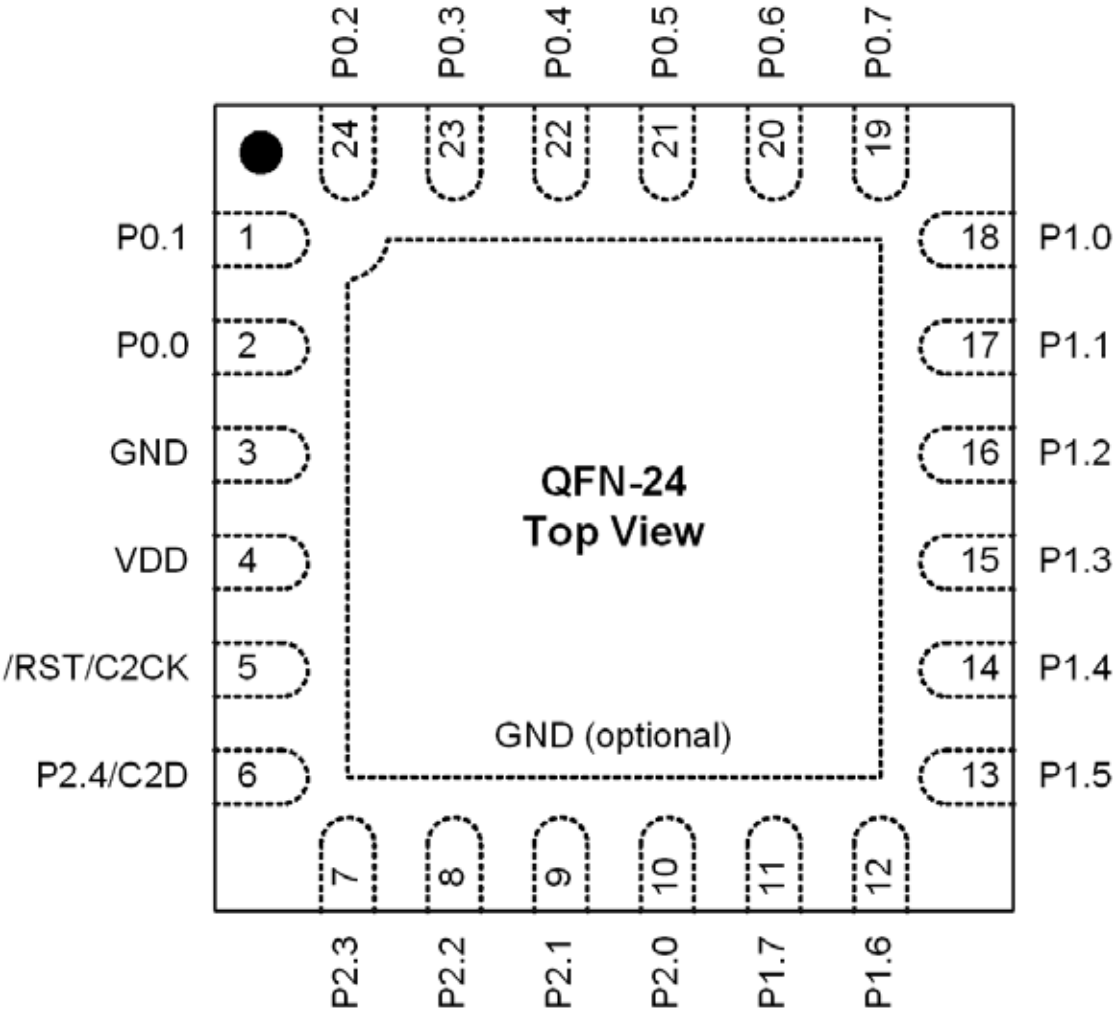 P0.2 P0.3 P0.4 P0.5 P0.6 P0.7
24 23 22 21 20 19
P0.1 1 18 P1.0
P0.0 2 17 P1.1
GND 3 16 P1.2
QFN-24
Top View
VDD 4 15 P1.3
/RST/C2CK 5 14 P1.4
GND (optional)
P2.4/C2D 6 13 P1.5
7 8 9 10 11 12
P2.3 P2.2 P2.1 P2.0 P1.7 P1.6